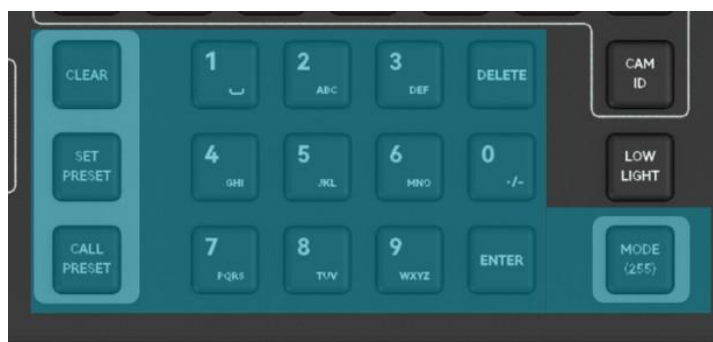 CLEAR
1
2
ABC
3
DEF
DELETE
CAM
ID
SET
PRESET
4
GHI
5
JKL
6
MNO
0
·/-
LOW
LIGHT
CALL
PRESET
7
PQRS
8
TUV
9
WXYZ
ENTER
MODE
(255)